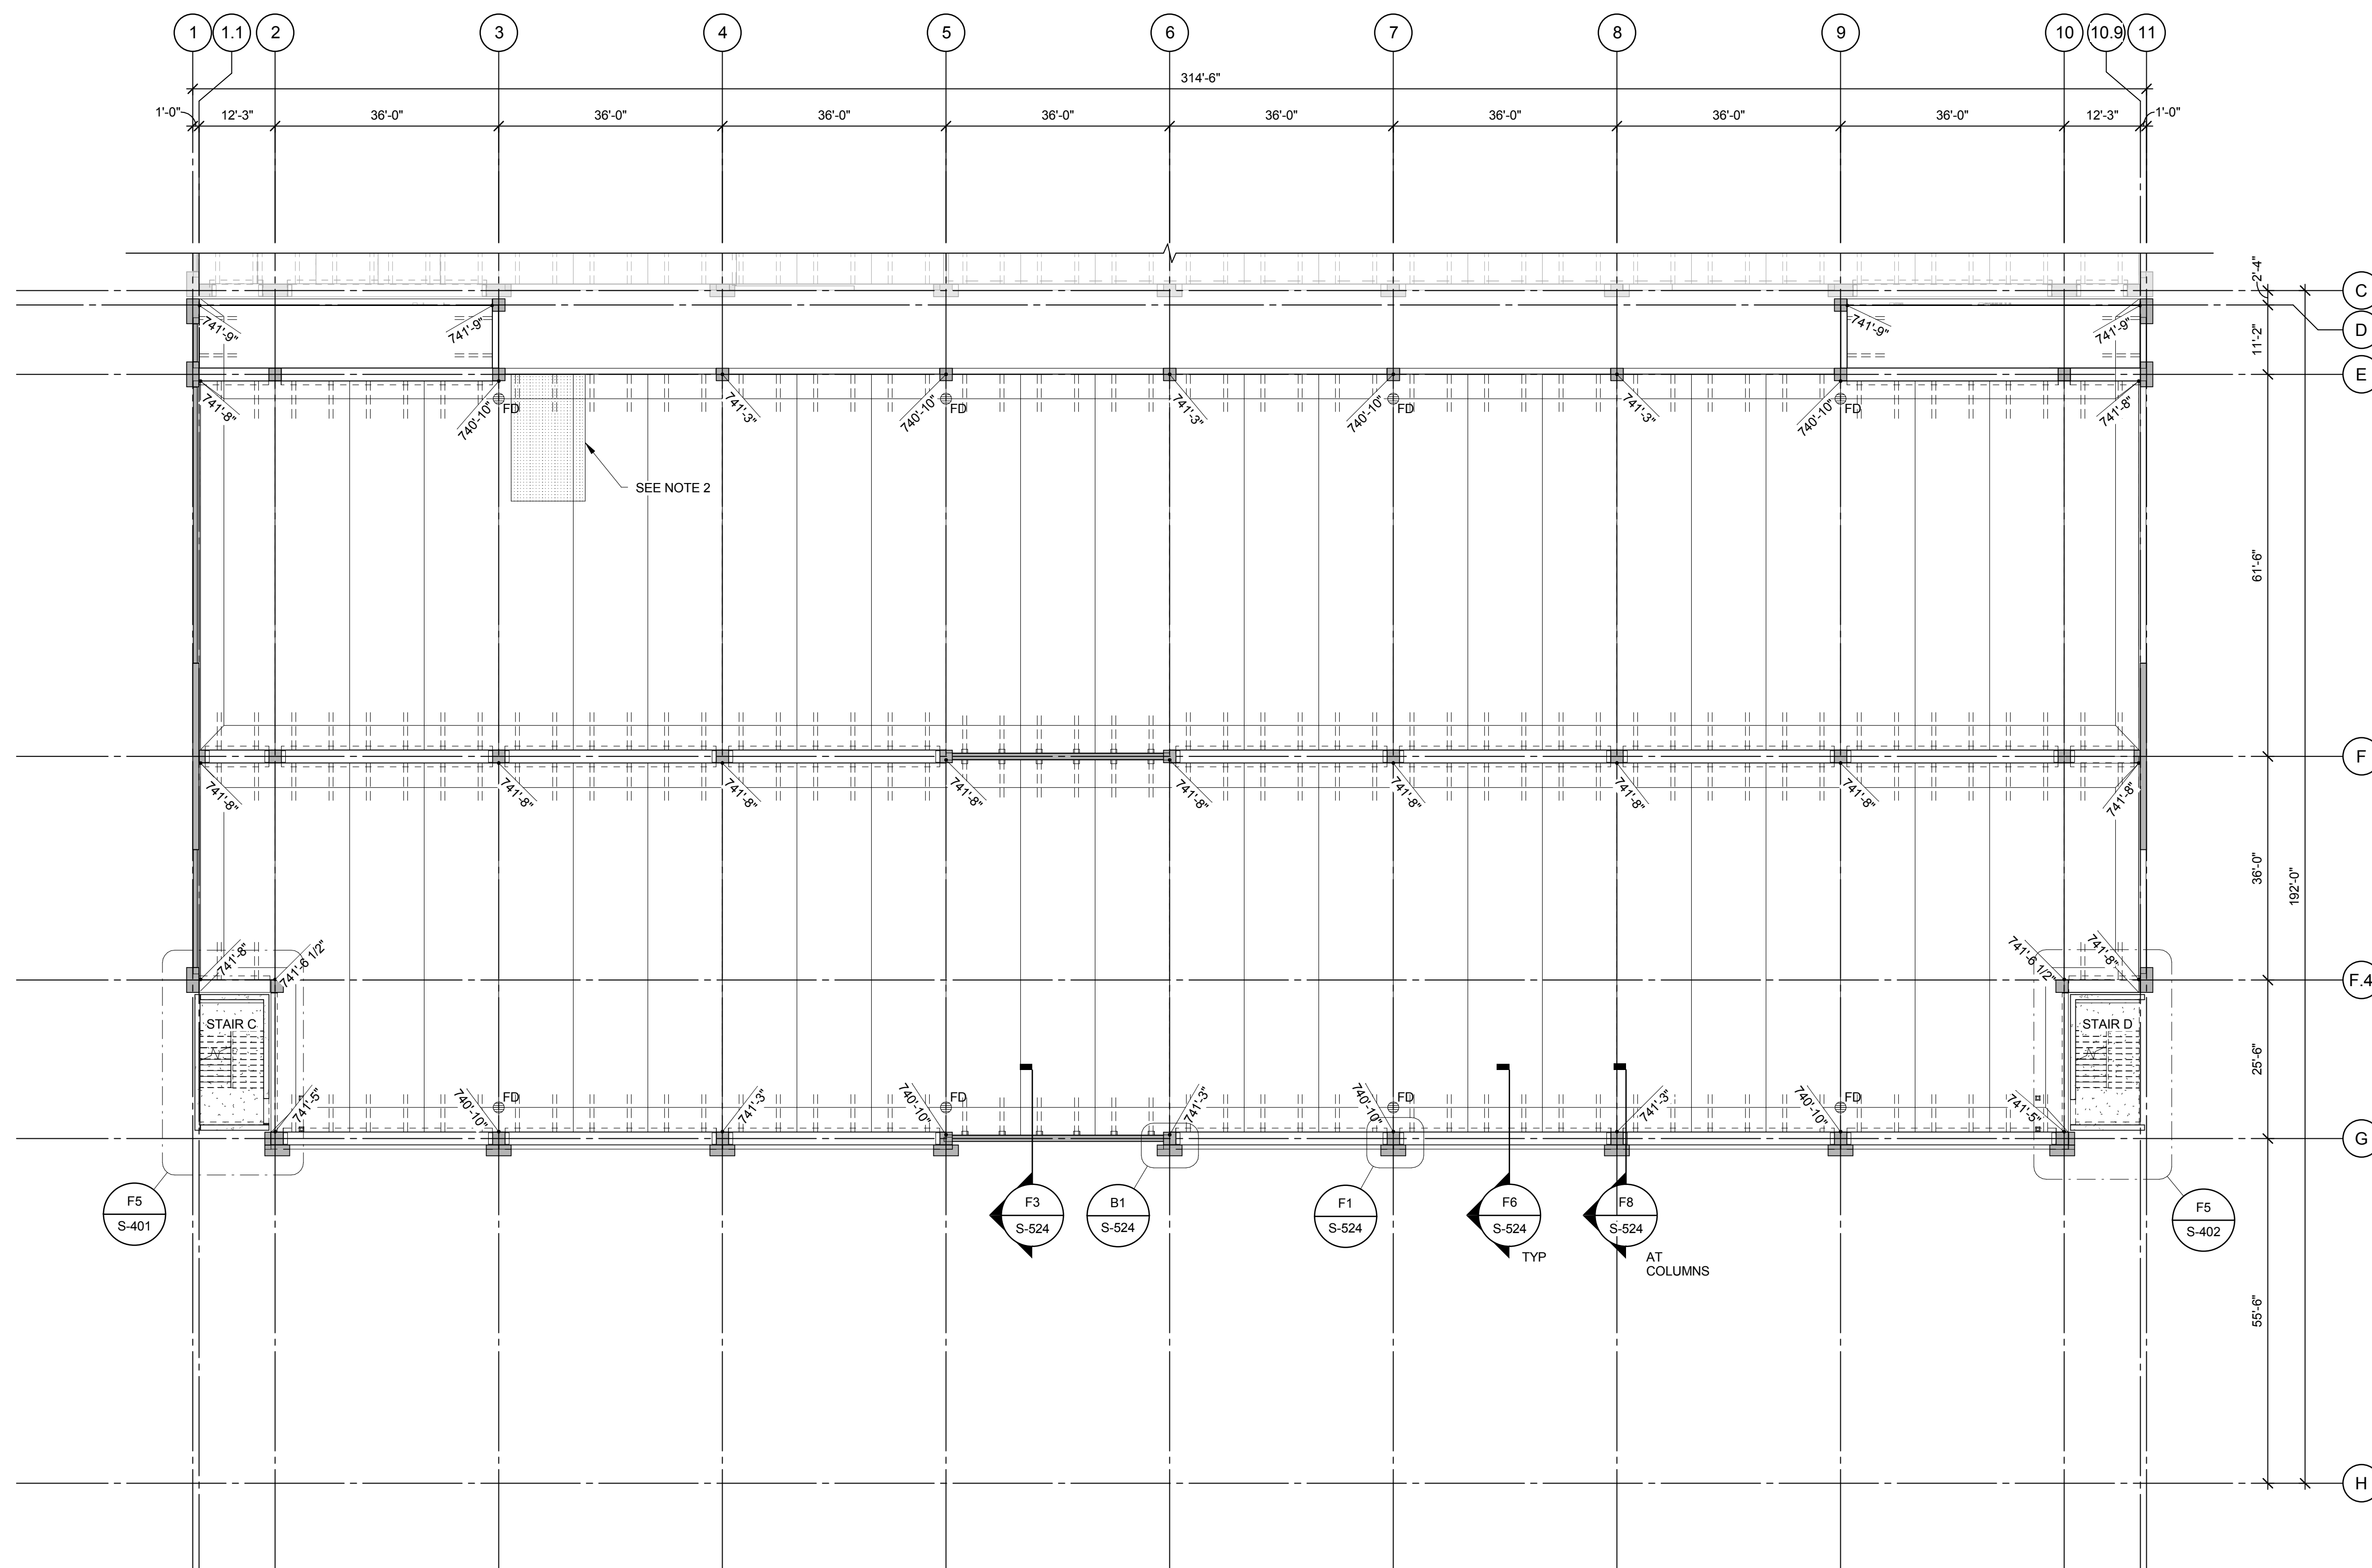 1 1.1 2 3 4 5 6 7 8 9 10 10.9 11
314'-6"
1'-0" 12'-3" 36'-0" 36'-0" 36'-0" 36'-0" 36'-0" 36'-0" 36'-0" 36'-0" 12'-3" 1'-0"
2'-4"
C
741'-9" 741'-9" 741'-9" 741'-9"
D
11'-2"
E
741'-8" 740'-10" FD 741'-3" 740'-10" FD 741'-3" 740'-10" FD 741'-3" 740'-10" FD 741'-8"
SEE NOTE 2
61'-6"
F
741'-8" 741'-8" 741'-8" 741'-8" 741'-8" 741'-8" 741'-8" 741'-8" 741'-8"
36'-0"
192'-0"
741'-8" 741'-6 1/2" 741'-6 1/2" 741'-8"
F.4
STAIR C STAIR D
25'-6"
741'-5" 740'-10" FD 741'-3" 740'-10" FD 741'-3" 740'-10" FD 741'-3" 740'-10" FD 741'-5"
G
F5
S-401
F3
S-524
B1
S-524
F1
S-524
F6
S-524
TYP
F8
S-524
AT
COLUMNS
F5
S-402
55'-6"
H